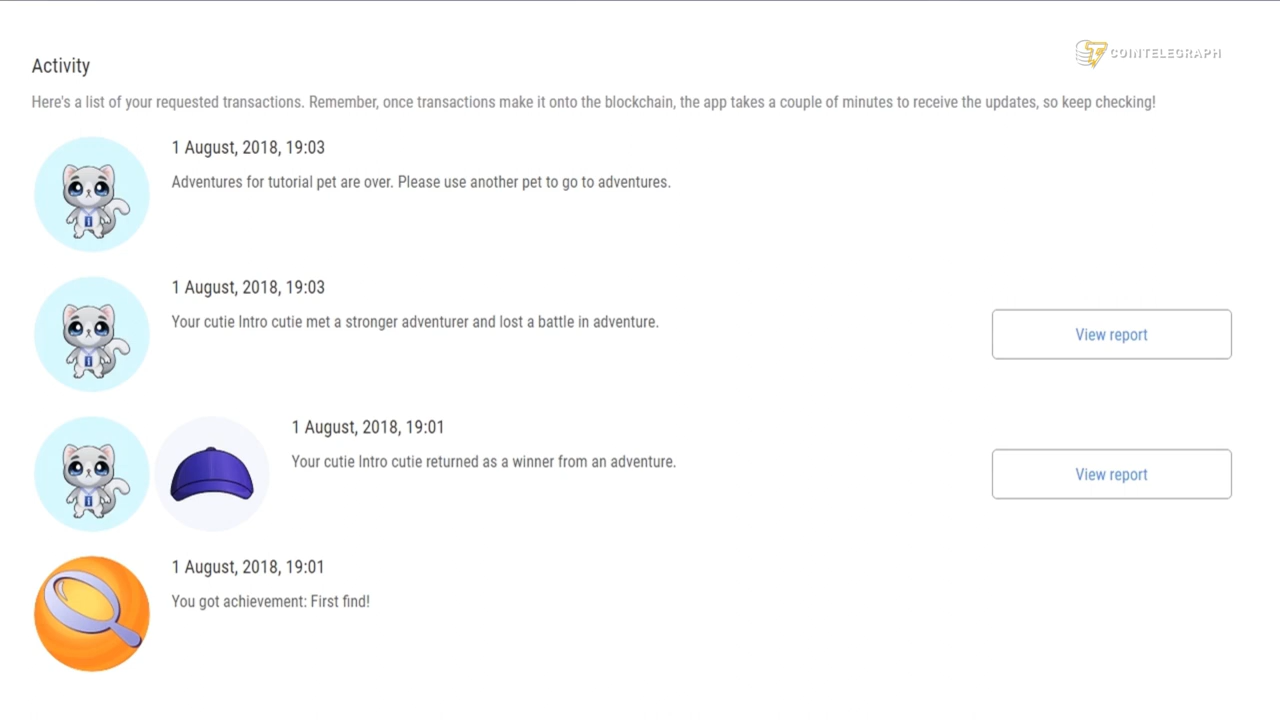 COINTELEGRAPH
Activity
Here's a list of your requested transactions. Remember, once transactions make it onto the blockchain, the app takes a couple of minutes to receive the updates, so keep checking!
1 August, 2018, 19:03
Adventures for tutorial pet are over. Please use another pet to go to adventures.
1 August, 2018, 19:03
Your cutie Intro cutie met a stronger adventurer and lost a battle in adventure.
View report
1 August, 2018, 19:01
Your cutie Intro cutie returned as a winner from an adventure.
View report
1 August, 2018, 19:01
You got achievement: First find!